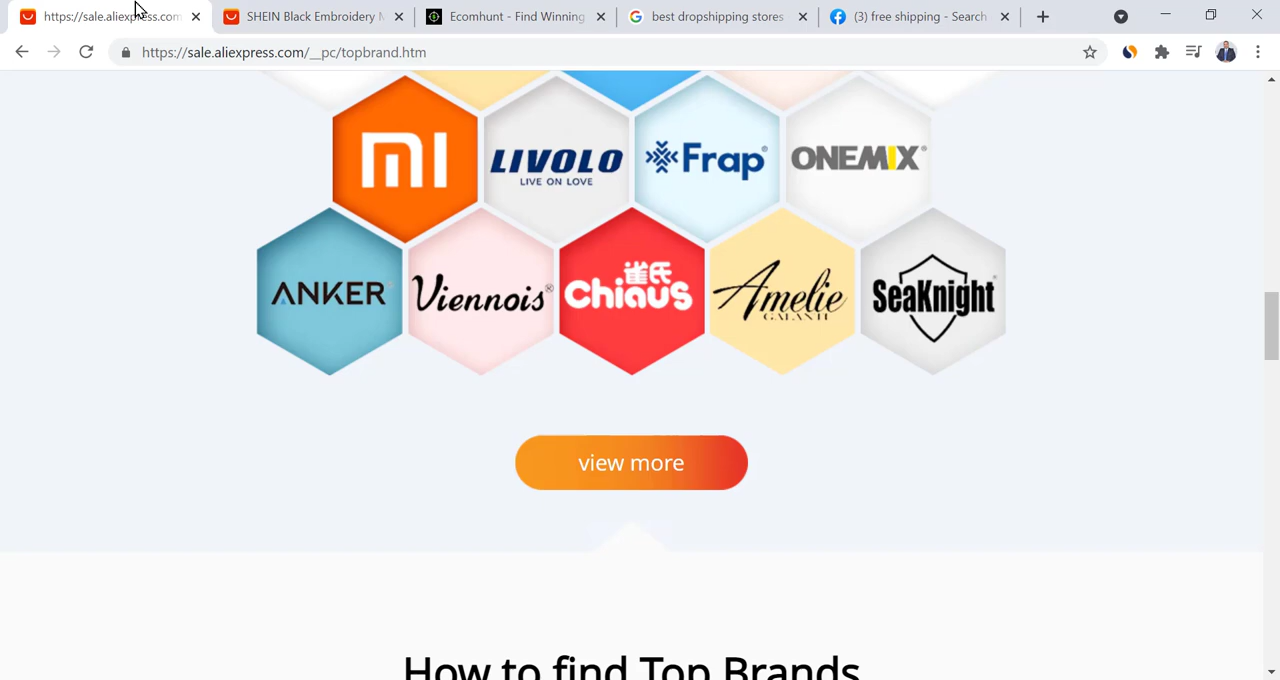 https://sale.aliexpress.com
SHEIN Black Embroidery M
Ecomhunt - Find Winning
best dropshipping stores
(3) free shipping - Search
https://sale.aliexpress.com/__pc/topbrand.htm
mi
LIVOLO
LIVE ON LOVE
Frap®
ONEMIX®
ANKER
Viennois®
雀氏
Chiaus
Amelie
GALANTI
SeaKnight®
view more
How to find Top Brands